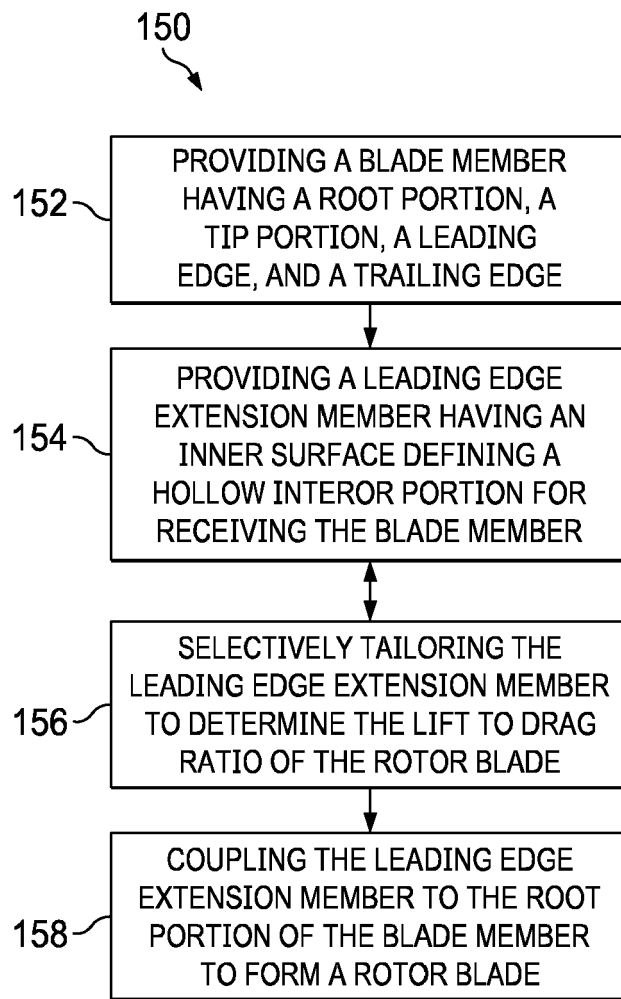 150
152
PROVIDING A BLADE MEMBER
HAVING A ROOT PORTION, A
TIP PORTION, A LEADING
EDGE, AND A TRAILING EDGE
154
PROVIDING A LEADING EDGE
EXTENSION MEMBER HAVING AN
INNER SURFACE DEFINING A
HOLLOW INTEROR PORTION FOR
RECEIVING THE BLADE MEMBER
156
SELECTIVELY TAILORING THE
LEADING EDGE EXTENSION MEMBER
TO DETERMINE THE LIFT TO DRAG
RATIO OF THE ROTOR BLADE
158
COUPLING THE LEADING EDGE
EXTENSION MEMBER TO THE ROOT
PORTION OF THE BLADE MEMBER
TO FORM A ROTOR BLADE